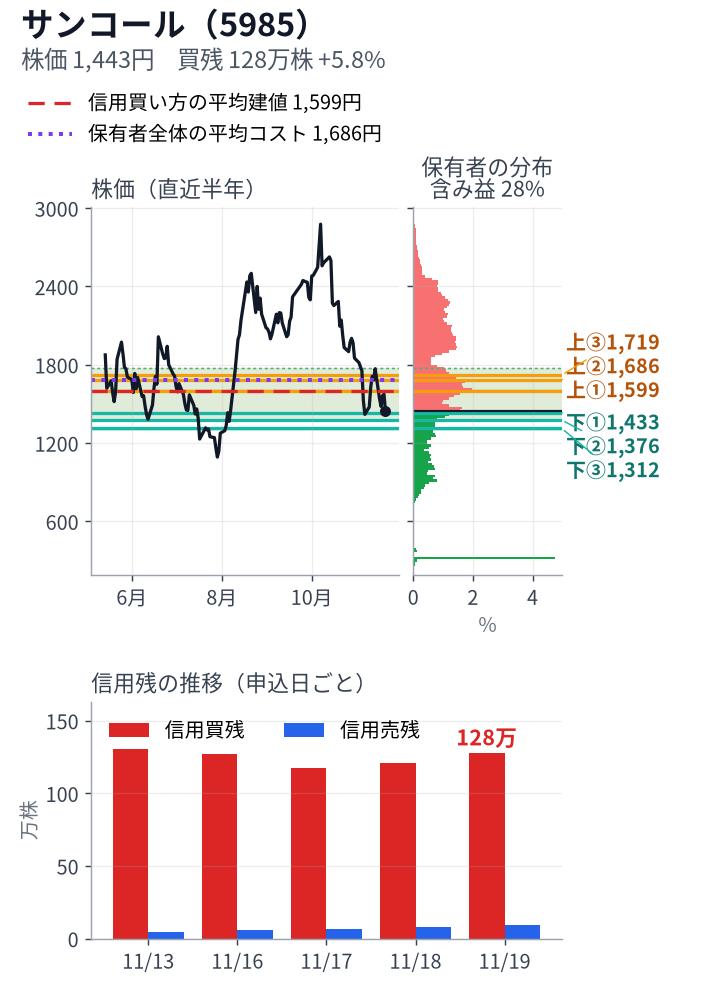 サンコール（5985）
株価 1,443円　買残 128万株 +5.8%
信用買い方の平均建値 1,599円
保有者全体の平均コスト 1,686円
株価（直近半年）
保有者の分布
含み益 28%
3000
2400
1800
1200
600
6月
8月
10月
0
2
4
%
上③1,719
上②1,686
上①1,599
下①1,433
下②1,376
下③1,312
信用残の推移（申込日ごと）
信用買残
信用売残
128万
万株
150
100
50
0
11/13
11/16
11/17
11/18
11/19